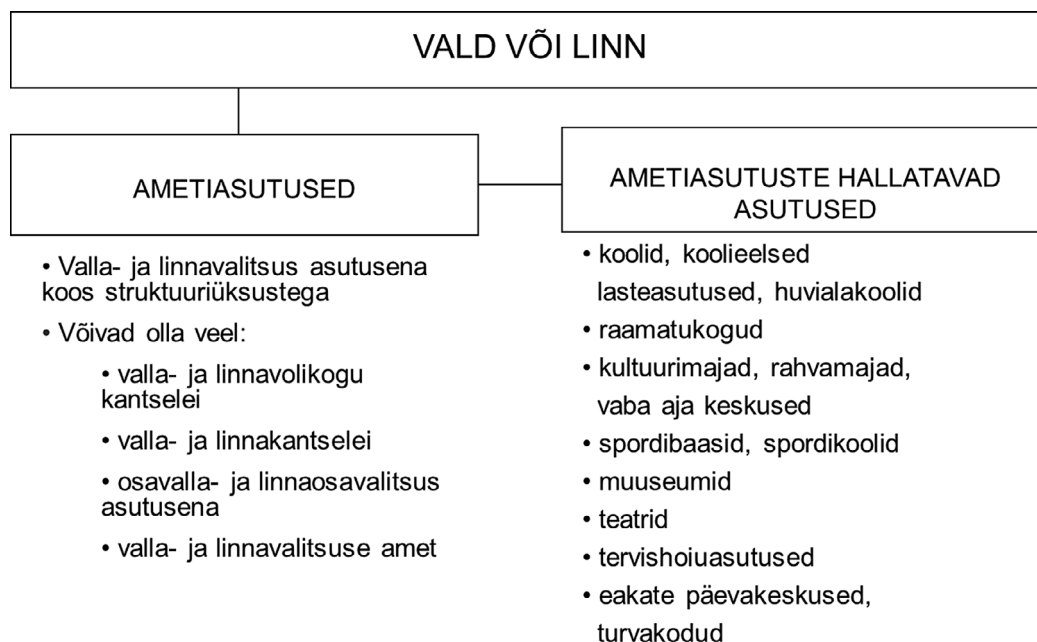 VALD VÕI LINN
AMETIASUTUSED
• Valla- ja linnavalitsus asutusena
koos struktuuriüksustega
• Võivad olla veel:
• valla- ja linnavolikogu
kantselei
• valla- ja linnakantselei
• osavalla- ja linnaosavalitsus
asutusena
• valla- ja linnavalitsuse amet
AMETIASUTUSTE HALLATAVAD
ASUTUSED
• koolid, koolieelsed
lasteasutused, huvialakoolid
• raamatukogud
• kultuurimajad, rahvamajad,
vaba aja keskused
• spordibaasid, spordikoolid
• muuseumid
• teatrid
• tervishoiuasutused
• eakate päevakeskused,
turvakodud